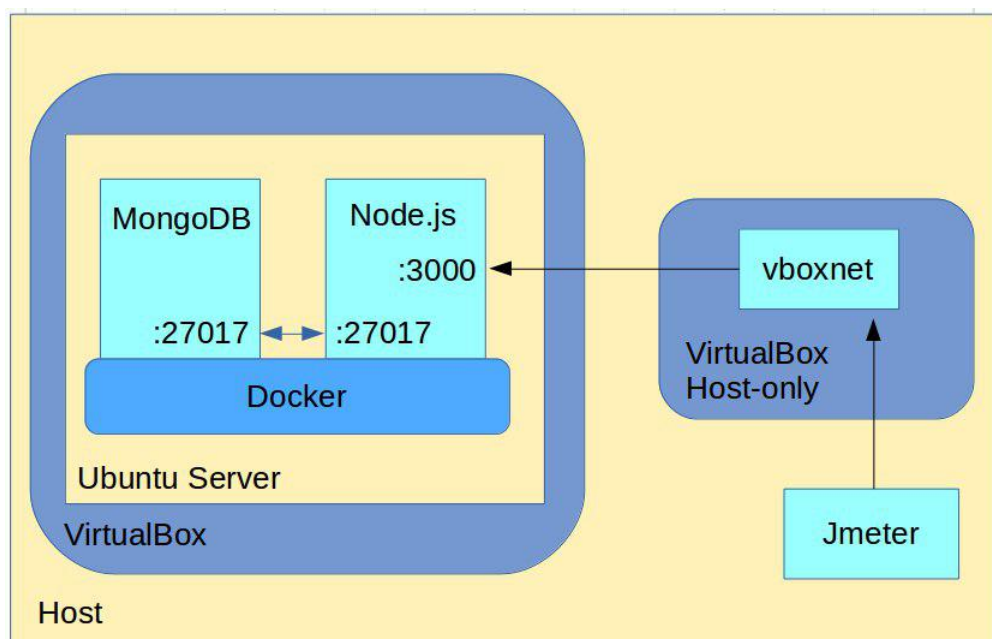 MongoDB
Node.js
:3000
:27017
:27017
Docker
Ubuntu Server
VirtualBox
vboxnet
VirtualBox
Host-only
Jmeter
Host